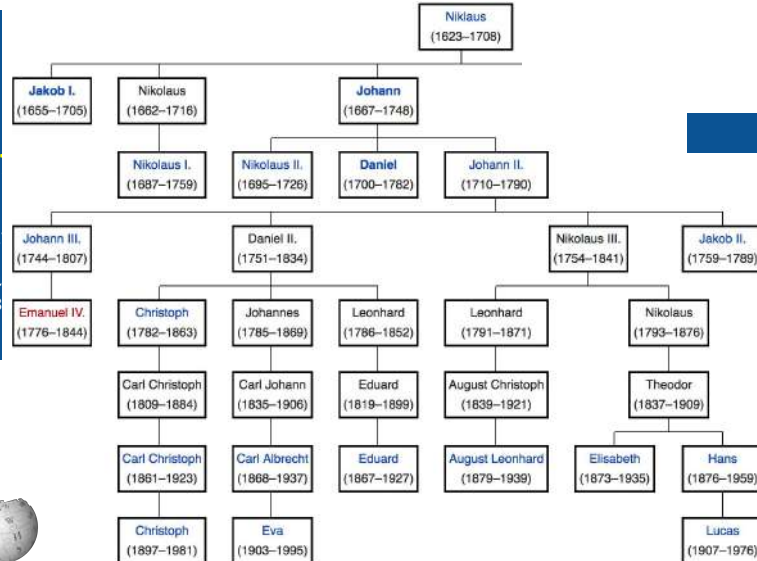 Niklaus
(1623–1708)
Jakob I.
(1655–1705)
Nikolaus
(1662–1716)
Johann
(1667–1748)
Nikolaus I.
(1687–1759)
Nikolaus II.
(1695–1726)
Daniel
(1700–1782)
Johann II.
(1710–1790)
Johann III.
(1744–1807)
Daniel II.
(1751–1834)
Nikolaus III.
(1754–1841)
Jakob II.
(1759–1789)
Emanuel IV.
(1776–1844)
Christoph
(1782–1863)
Johannes
(1785–1869)
Leonhard
(1786–1852)
Leonhard
(1791–1871)
Nikolaus
(1793–1876)
Carl Christoph
(1809–1884)
Carl Johann
(1835–1906)
Eduard
(1819–1899)
August Christoph
(1839–1921)
Theodor
(1837–1909)
Carl Christoph
(1861–1923)
Carl Albrecht
(1868–1937)
Eduard
(1867–1927)
August Leonhard
(1879–1939)
Elisabeth
(1873–1935)
Hans
(1876–1959)
Christoph
(1897–1981)
Eva
(1903–1995)
Lucas
(1907–1976)